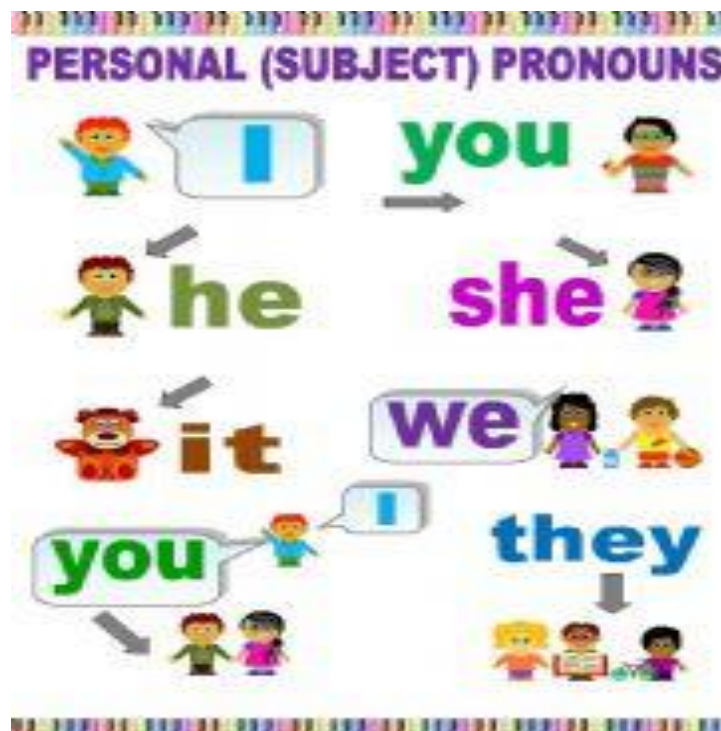 PERSONAL (SUBJECT) PRONOUNS
I you
he she
it we
you I they